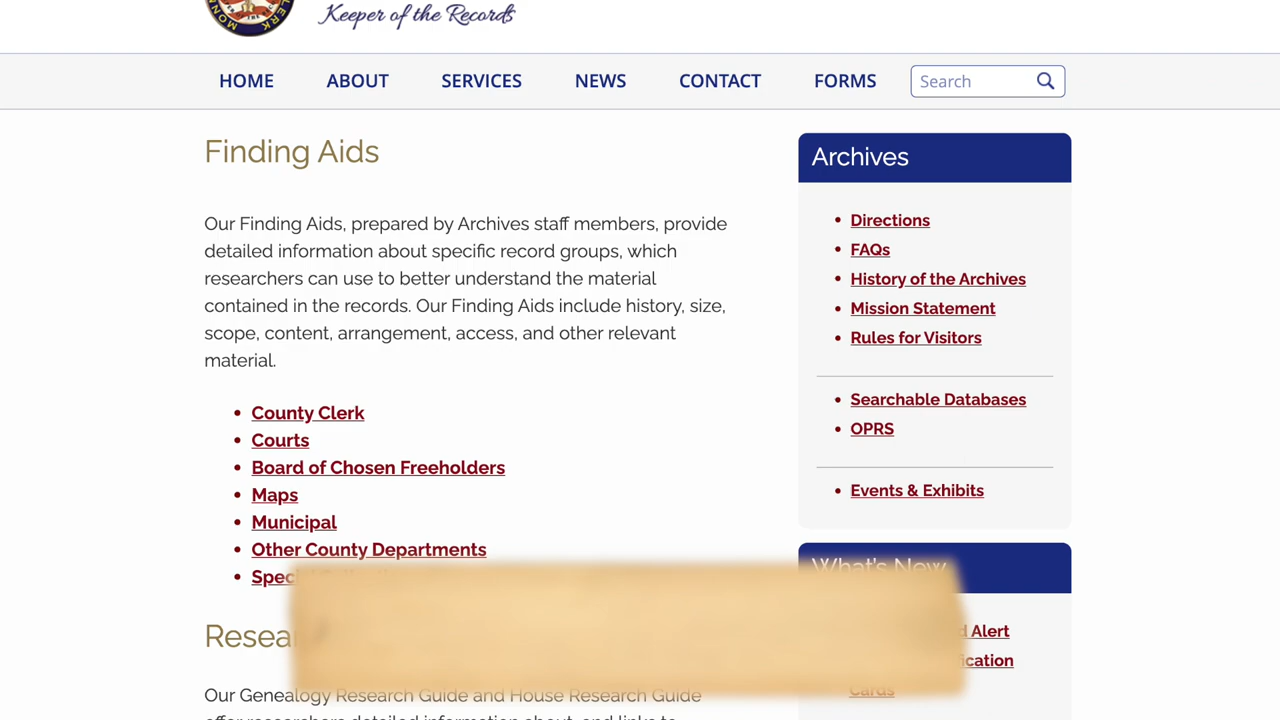 Keeper of the Records
HOME ABOUT SERVICES NEWS CONTACT FORMS Search
Finding Aids
Our Finding Aids, prepared by Archives staff members, provide
detailed information about specific record groups, which
researchers can use to better understand the material
contained in the records. Our Finding Aids include history, size,
scope, content, arrangement, access, and other relevant
material.
• County Clerk
• Courts
• Board of Chosen Freeholders
• Maps
• Municipal
• Other County Departments
Our Genealogy Research Guide and House Research Guide
Archives
• Directions
• FAQs
• History of the Archives
• Mission Statement
• Rules for Visitors
• Searchable Databases
• OPRS
• Events & Exhibits
What's New
Alert
Cards